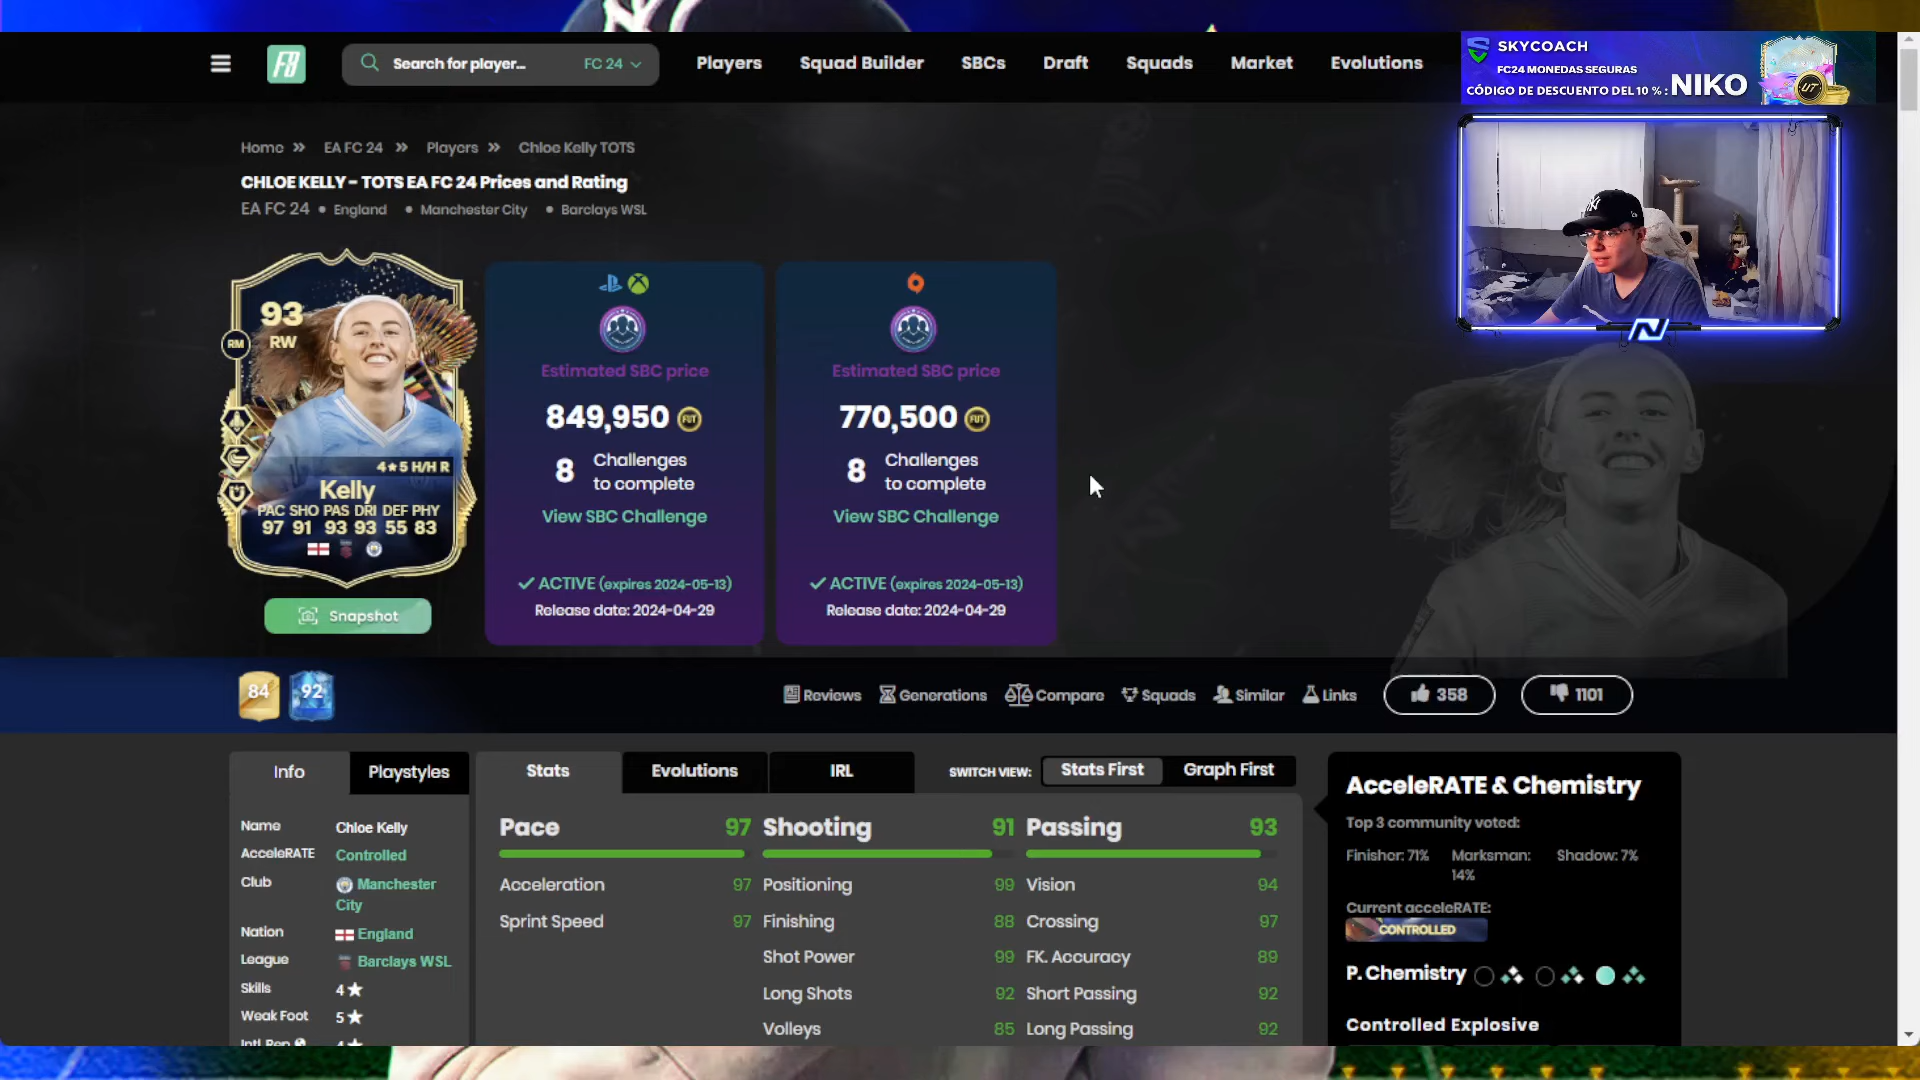 Search for player...
FC 24
Players
Squad Builder
SBCs
Draft
Squads
Market
Evolutions
SKYCOACH
FC24 MONEDAS SEGURAS
CÓDIGO DE DESCUENTO DEL 10 % : NIKO
UT
Home » EA FC 24 » Players » Chloe Kelly TOTS
CHLOE KELLY - TOTS EA FC 24 Prices and Rating
EA FC 24 • England • Manchester City • Barclays WSL
93
RW
RM
4★5 H/H R
Kelly
PAC SHO PAS DRI DEF PHY
97 91 93 93 55 83
Snapshot
Estimated SBC price
849,950
8 Challenges
to complete
View SBC Challenge
ACTIVE (expires 2024-05-13)
Release date: 2024-04-29
Estimated SBC price
770,500
8 Challenges
to complete
View SBC Challenge
ACTIVE (expires 2024-05-13)
Release date: 2024-04-29
84
92
Reviews
Generations
Compare
Squads
Similar
Links
358
1101
Info
Playstyles
Name Chloe Kelly
AcceleRATE Controlled
Club Manchester
City
Nation England
League Barclays WSL
Skills 4★
Weak Foot 5★
Stats
Evolutions
IRL
SWITCH VIEW:
Stats First
Graph First
Pace 97
Acceleration 97
Sprint Speed 97
Shooting 91
Positioning 99
Finishing 88
Shot Power 99
Long Shots 92
Volleys 85
Passing 93
Vision 94
Crossing 97
FK. Accuracy 89
Short Passing 92
Long Passing 92
AcceleRATE & Chemistry
Top 3 community voted:
Finisher: 71% Marksman: Shadow: 7%
14%
Current acceleRATE:
CONTROLLED
P. Chemistry
Controlled Explosive